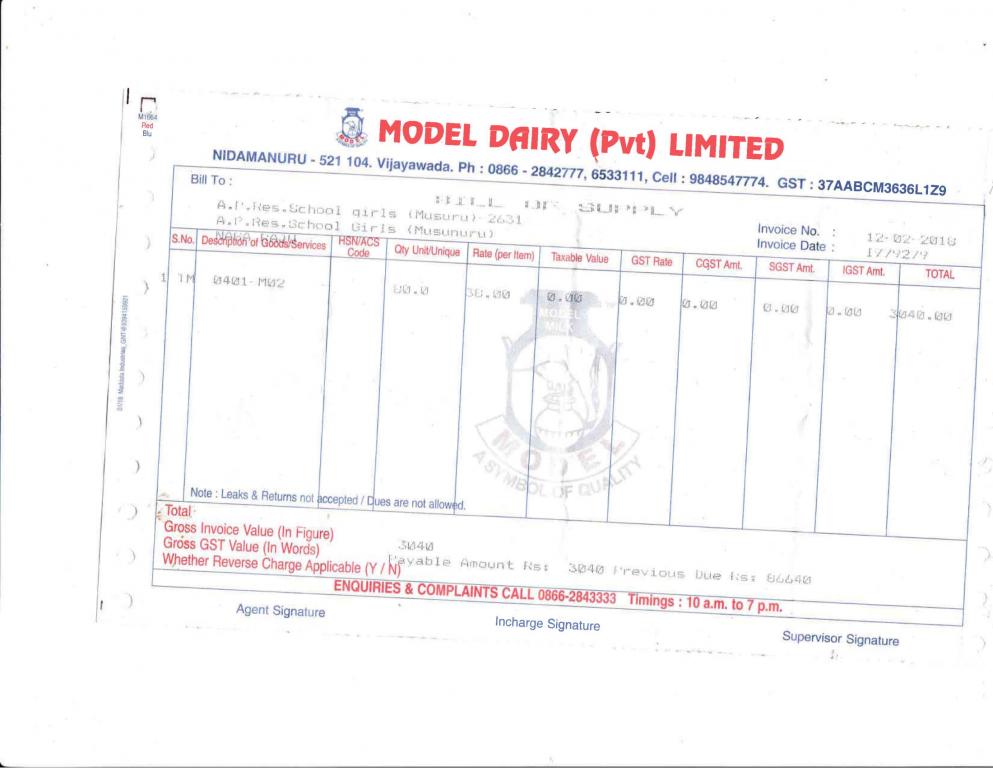 M1664
Red
Blu
MODEL DAIRY (Pvt) LIMITED
NIDAMANURU - 521 104. Vijayawada. Ph : 0866 - 2842777, 6533111, Cell : 9848547774. GST : 37AABCM3636L1Z9
Bill To :
BILL OF SUPPLY
A.P.Res.School girls (Musuru)-2631
A.P.Res.School Girls (Musunuru)
NAGA RAJU
Invoice No. : 12-02-2018
Invoice Date :
S.No. Description of Goods/Services HSN/ACS Code Qty Unit/Unique Rate (per Item) Taxable Value GST Rate CGST Amt. SGST Amt. IGST Amt. TOTAL
1 TM 0401-M02 80.0 38.00 0.00 0.00 0.00 0.00 0.00 3040.00
MODEL
MILK
MODEL
A SYMBOL OF QUALITY
Note : Leaks & Returns not accepted / Dues are not allowed.
Total
Gross Invoice Value (In Figure) 3040
Gross GST Value (In Words)
Whether Reverse Charge Applicable (Y / N) Payable Amount Rs: 3040 Previous Due Rs: 86640
ENQUIRIES & COMPLAINTS CALL 0866-2843333 Timings : 10 a.m. to 7 p.m.
Agent Signature Incharge Signature Supervisor Signature